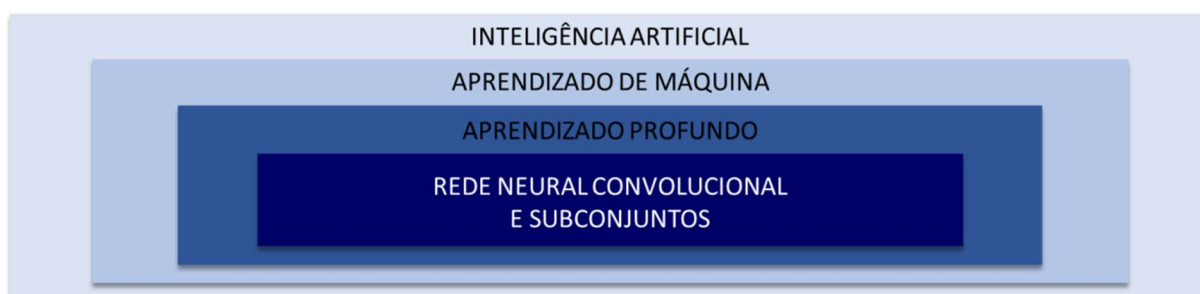 INTELIGÊNCIA ARTIFICIAL
APRENDIZADO DE MÁQUINA
APRENDIZADO PROFUNDO
REDE NEURAL CONVOLUCIONAL
E SUBCONJUNTOS